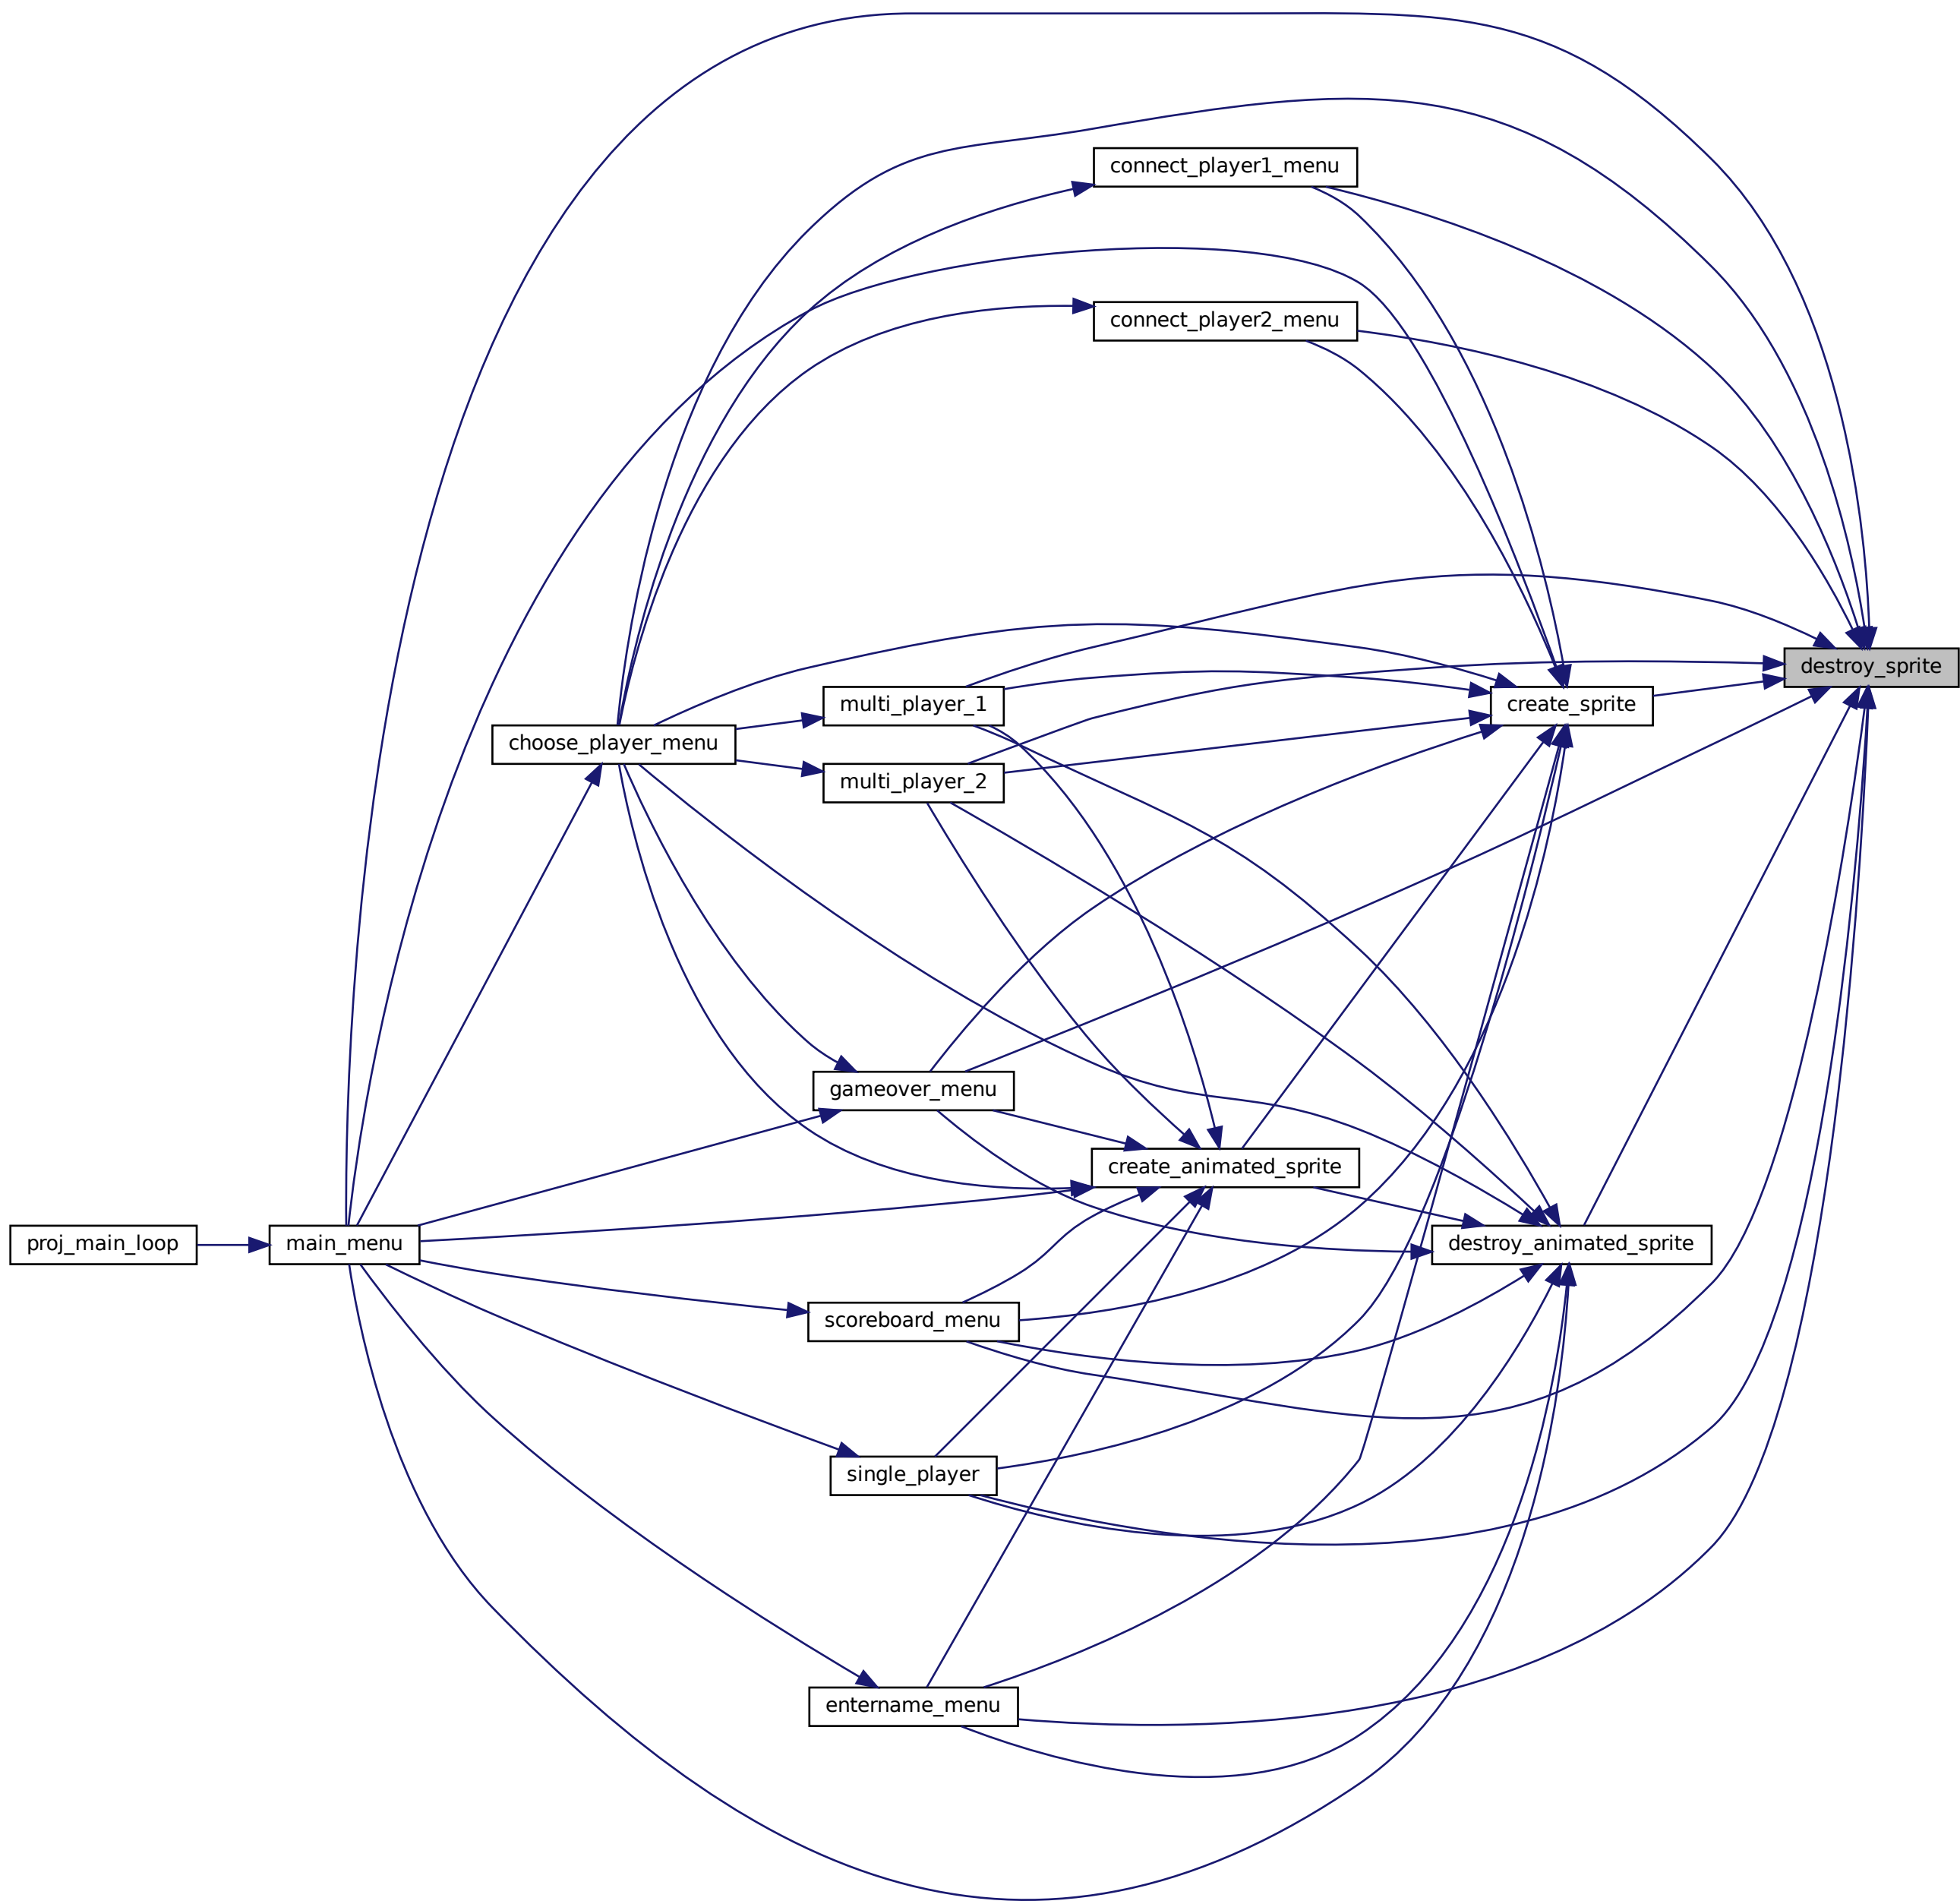 connect_player1_menu
connect_player2_menu
destroy_sprite
multi_player_1
create_sprite
choose_player_menu
multi_player_2
gameover_menu
create_animated_sprite
proj_main_loop
main_menu
destroy_animated_sprite
scoreboard_menu
single_player
entername_menu